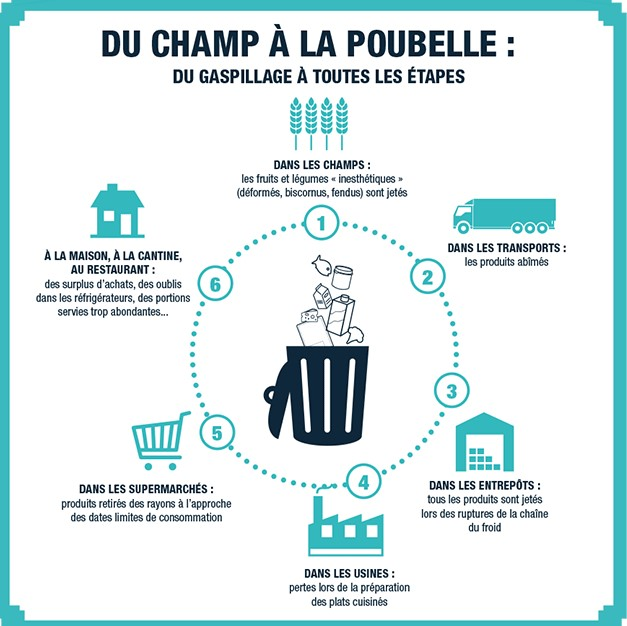 DU CHAMP À LA POUBELLE :
DU GASPILLAGE À TOUTES LES ÉTAPES
DANS LES CHAMPS :
les fruits et légumes « inesthétiques »
(déformés, biscornus, fendus) sont jetés
1
DANS LES TRANSPORTS :
les produits abîmés
2
3
DANS LES ENTREPÔTS :
tous les produits sont jetés
lors des ruptures de la chaîne
du froid
4
DANS LES USINES :
pertes lors de la préparation
des plats cuisinés
5
DANS LES SUPERMARCHÉS :
produits retirés des rayons à l'approche
des dates limites de consommation
6
À LA MAISON, À LA CANTINE,
AU RESTAURANT :
des surplus d'achats, des oublis
dans les réfrigérateurs, des portions
servies trop abondantes...